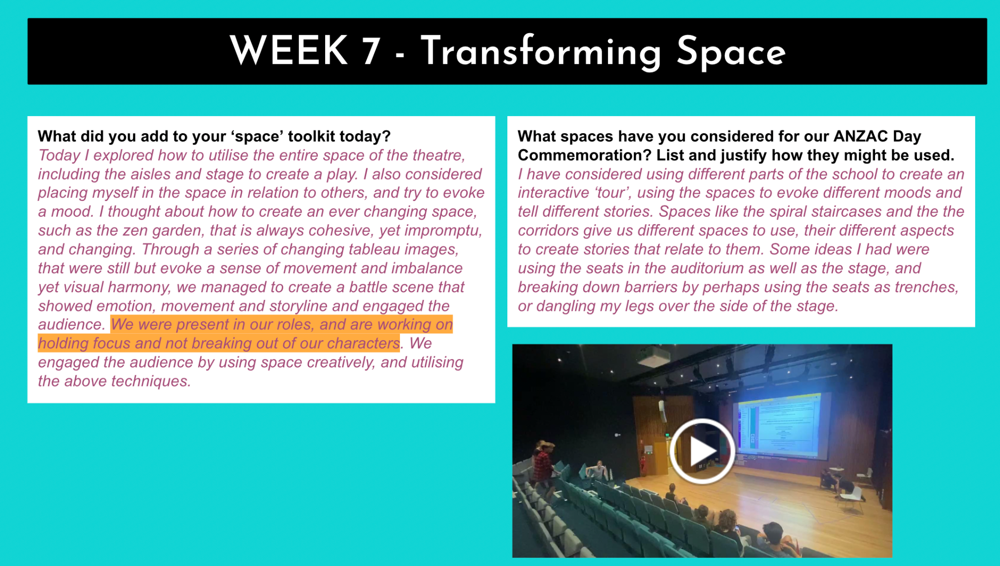 WEEK 7 - Transforming Space
What did you add to your ‘space’ toolkit today?
Today I explored how to utilise the entire space of the theatre,
including the aisles and stage to create a play. I also considered
placing myself in the space in relation to others, and try to evoke
a mood. I thought about how to create an ever changing space,
such as the zen garden, that is always cohesive, yet impromptu,
and changing. Through a series of changing tableau images,
that were still but evoke a sense of movement and imbalance
yet visual harmony, we managed to create a battle scene that
showed emotion, movement and storyline and engaged the
audience. We were present in our roles, and are working on
holding focus and not breaking out of our characters. We
engaged the audience by using space creatively, and utilising
the above techniques.
What spaces have you considered for our ANZAC Day
Commemoration? List and justify how they might be used.
I have considered using different parts of the school to create an
interactive ‘tour’, using the spaces to evoke different moods and
tell different stories. Spaces like the spiral staircases and the the
corridors give us different spaces to use, their different aspects
to create stories that relate to them. Some ideas I had were
using the seats in the auditorium as well as the stage, and
breaking down barriers by perhaps using the seats as trenches,
or dangling my legs over the side of the stage.